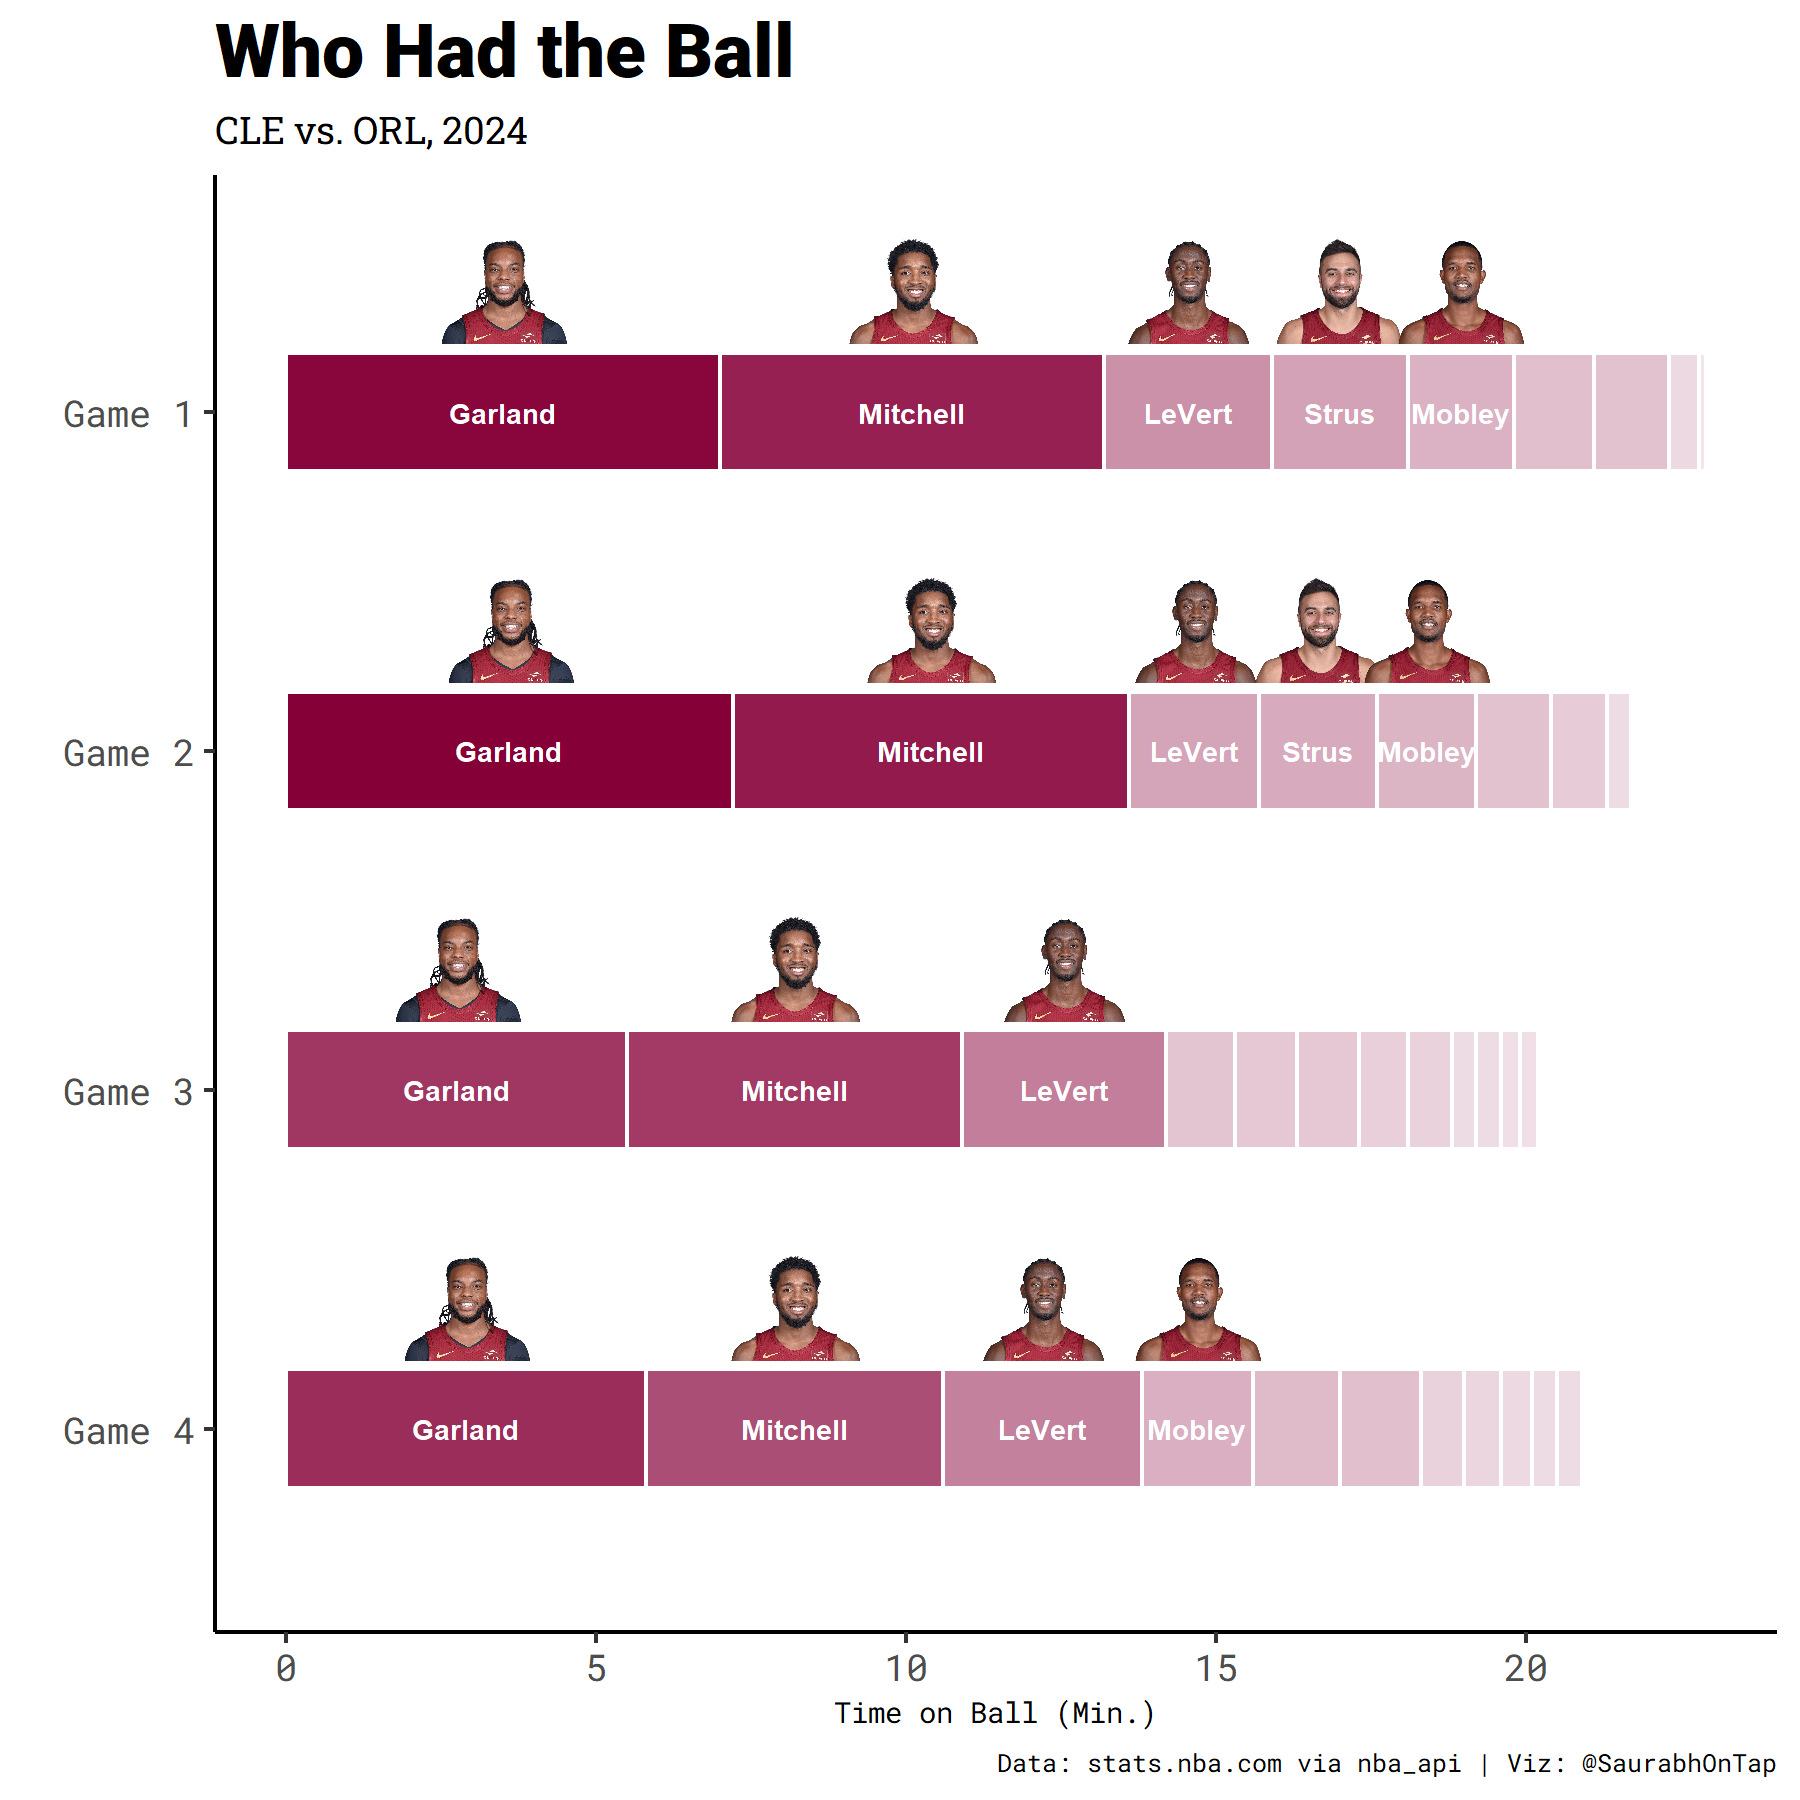 Who Had the Ball
CLE vs. ORL, 2024
Game 1
Garland Mitchell LeVert Strus Mobley
Game 2
Garland Mitchell LeVert Strus Mobley
Game 3
Garland Mitchell LeVert
Game 4
Garland Mitchell LeVert Mobley
0 5 10 15 20
Time on Ball (Min.)
Data: stats.nba.com via nba_api | Viz: @SaurabhOnTap